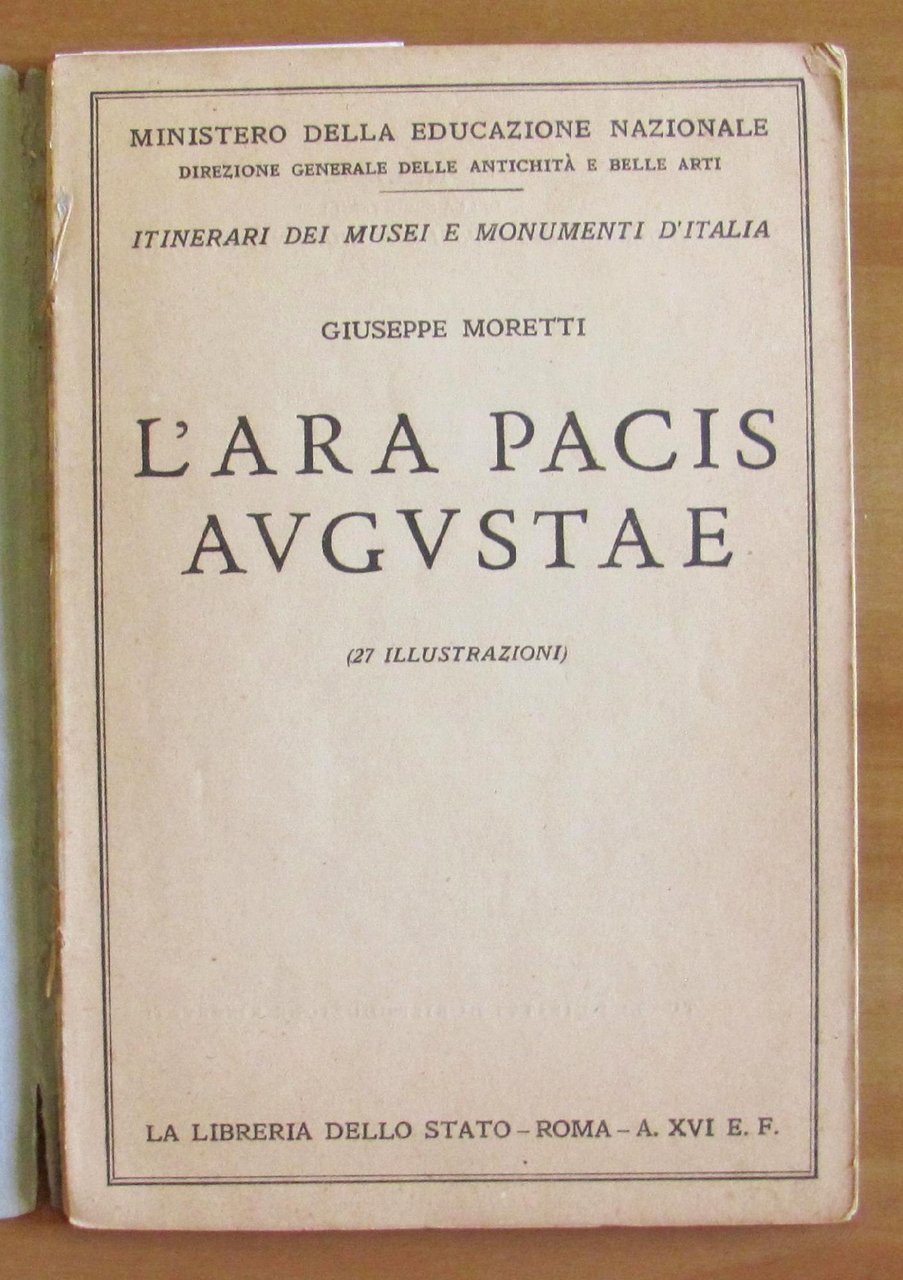 MINISTERO DELLA EDUCAZIONE NAZIONALE
DIREZIONE GENERALE DELLE ANTICHITÀ E BELLE ARTI
ITINERARI DEI MUSEI E MONUMENTI D'ITALIA
GIUSEPPE MORETTI
L'ARA PACIS
AVGVSTAE
(27 ILLUSTRAZIONI)
LA LIBRERIA DELLO STATO – ROMA – A. XVI E. F.